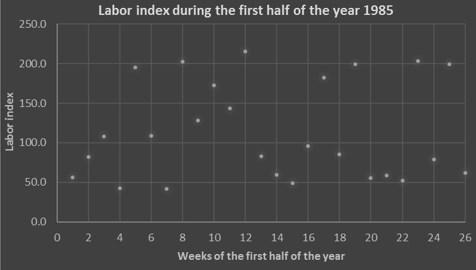 Labor index during the first half of the year 1985
250.0
200.0
150.0
100.0
50.0
0.0
Labor index
0 2 4 6 8 10 12 14 16 18 20 22 24 26
Weeks of the first half of the year